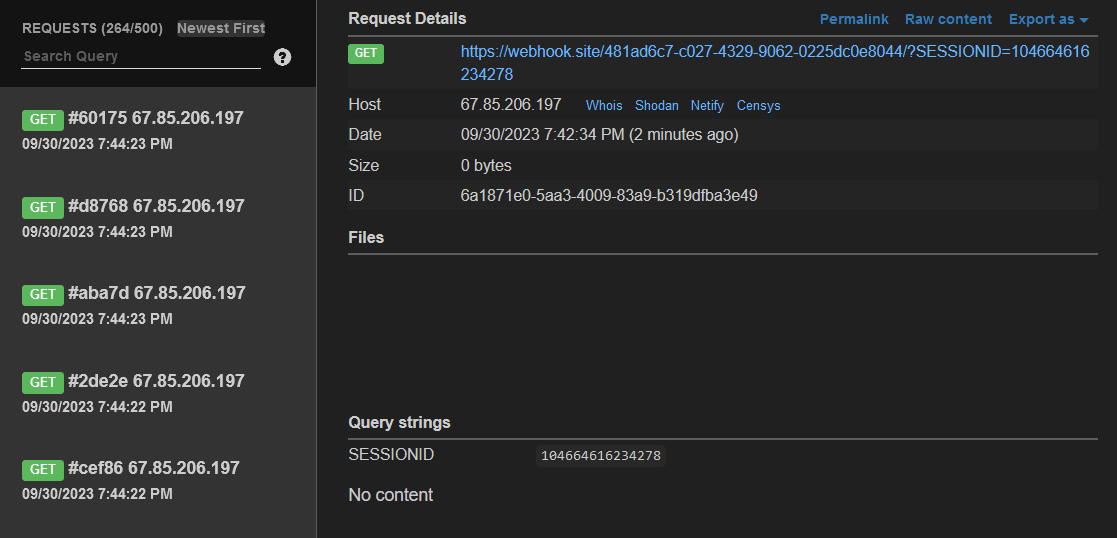 REQUESTS (264/500) Newest First
Search Query ?
GET #60175 67.85.206.197
09/30/2023 7:44:23 PM
GET #d8768 67.85.206.197
09/30/2023 7:44:23 PM
GET #aba7d 67.85.206.197
09/30/2023 7:44:23 PM
GET #2de2e 67.85.206.197
09/30/2023 7:44:22 PM
GET #cef86 67.85.206.197
09/30/2023 7:44:22 PM
Request Details Permalink Raw content Export as
GET https://webhook.site/481ad6c7-c027-4329-9062-0225dc0e8044/?SESSIONID=104664616
234278
Host 67.85.206.197 Whois Shodan Netify Censys
Date 09/30/2023 7:42:34 PM (2 minutes ago)
Size 0 bytes
ID 6a1871e0-5aa3-4009-83a9-b319dfba3e49
Files
Query strings
SESSIONID 104664616234278
No content